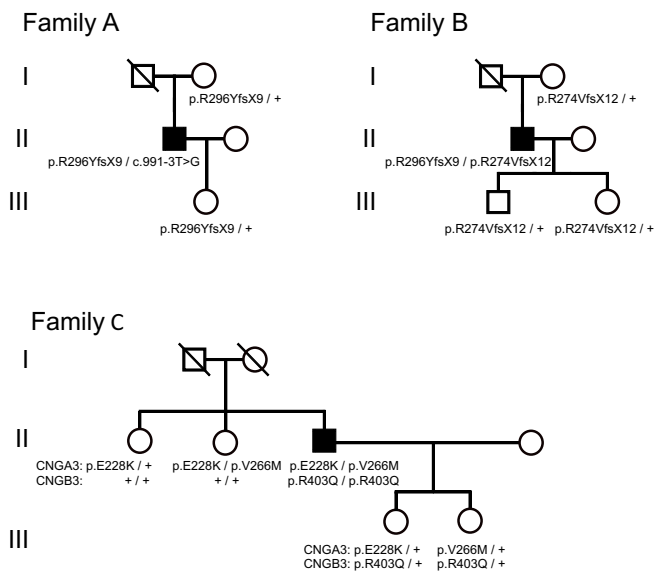 Family A
Family B
I
I
p.R296YfsX9 / +
p.R274VfsX12 / +
II
II
p.R296YfsX9 / c.991-3T>G
p.R296YfsX9 / p.R274VfsX12
III
III
p.R296YfsX9 / +
p.R274VfsX12 / +
p.R274VfsX12 / +
Family C
I
II
CNGA3: p.E228K / +
p.E228K / p.V266M
p.E228K / p.V266M
CNGB3: + / +
+ / +
p.R403Q / p.R403Q
III
CNGA3: p.E228K / +
p.V266M / +
CNGB3: p.R403Q / +
p.R403Q / +